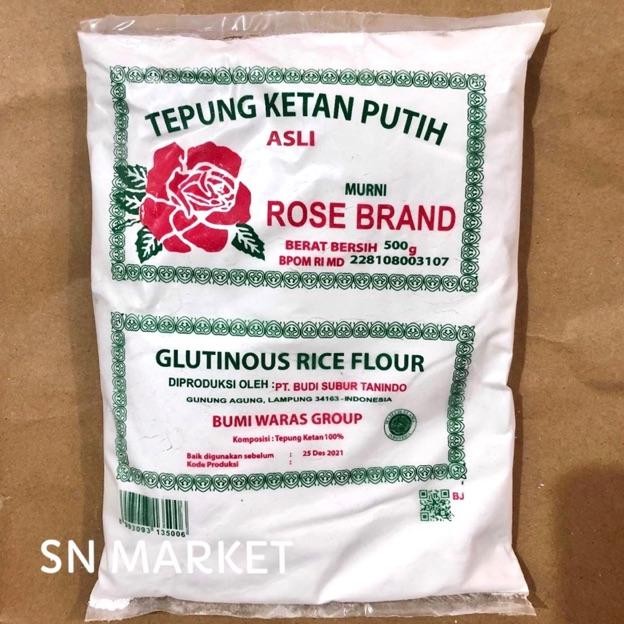 TEPUNG KETAN PUTIH
ASLI
MURNI
ROSE BRAND
BERAT BERSIH 500g
BPOM RI MD 228108003107
GLUTINOUS RICE FLOUR
DIPRODUKSI OLEH : PT. BUDI SUBUR TANINDO
GUNUNG AGUNG, LAMPUNG 34163 - INDONESIA
BUMI WARAS GROUP
Komposisi : Tepung Ketan 100%
Baik digunakan sebelum : 25 Des 2021
Kode Produksi :
BJ
135006
SN MARKET